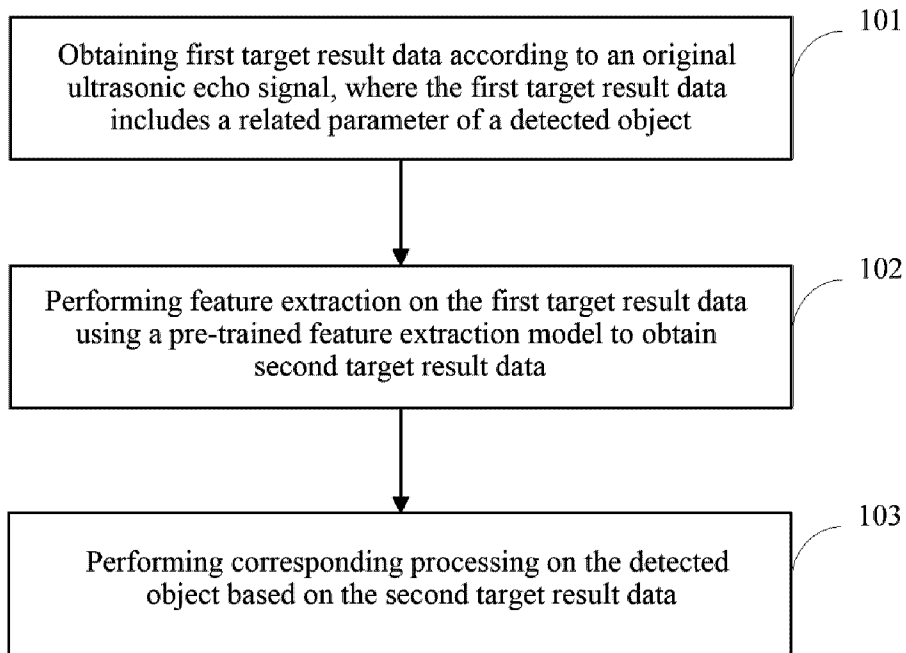 101
Obtaining first target result data according to an original
ultrasonic echo signal, where the first target result data
includes a related parameter of a detected object
102
Performing feature extraction on the first target result data
using a pre-trained feature extraction model to obtain
second target result data
103
Performing corresponding processing on the detected
object based on the second target result data